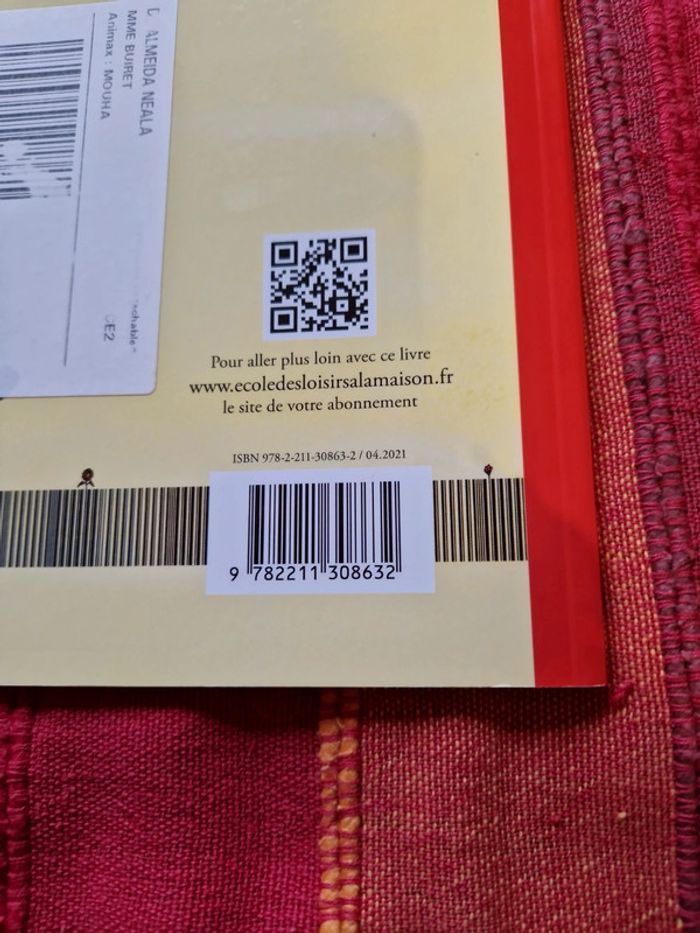 ALMEIDA NEALA
MME BUIRET
Animax : MOUHA
CE2
Pour aller plus loin avec ce livre
www.ecoledesloisirsalamaison.fr
le site de votre abonnement
ISBN 978-2-211-30863-2 / 04.2021
9 782211 308632